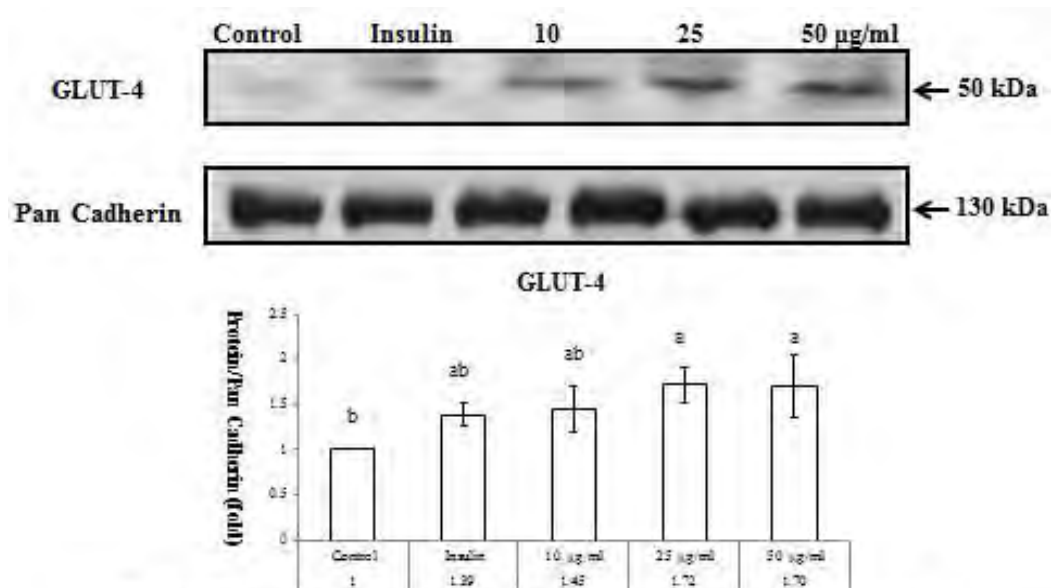 Control Insulin 10 25 50 µg/ml
GLUT-4
50 kDa
Pan Cadherin
130 kDa
GLUT-4
Protein/Pan Cadherin (fold)
2.5
2
1.5
1
0.5
0
b
ab
ab
a
a
Control Insulin 10 µg/ml 25 µg/ml 50 µg/ml
1 1.39 1.45 1.72 1.70